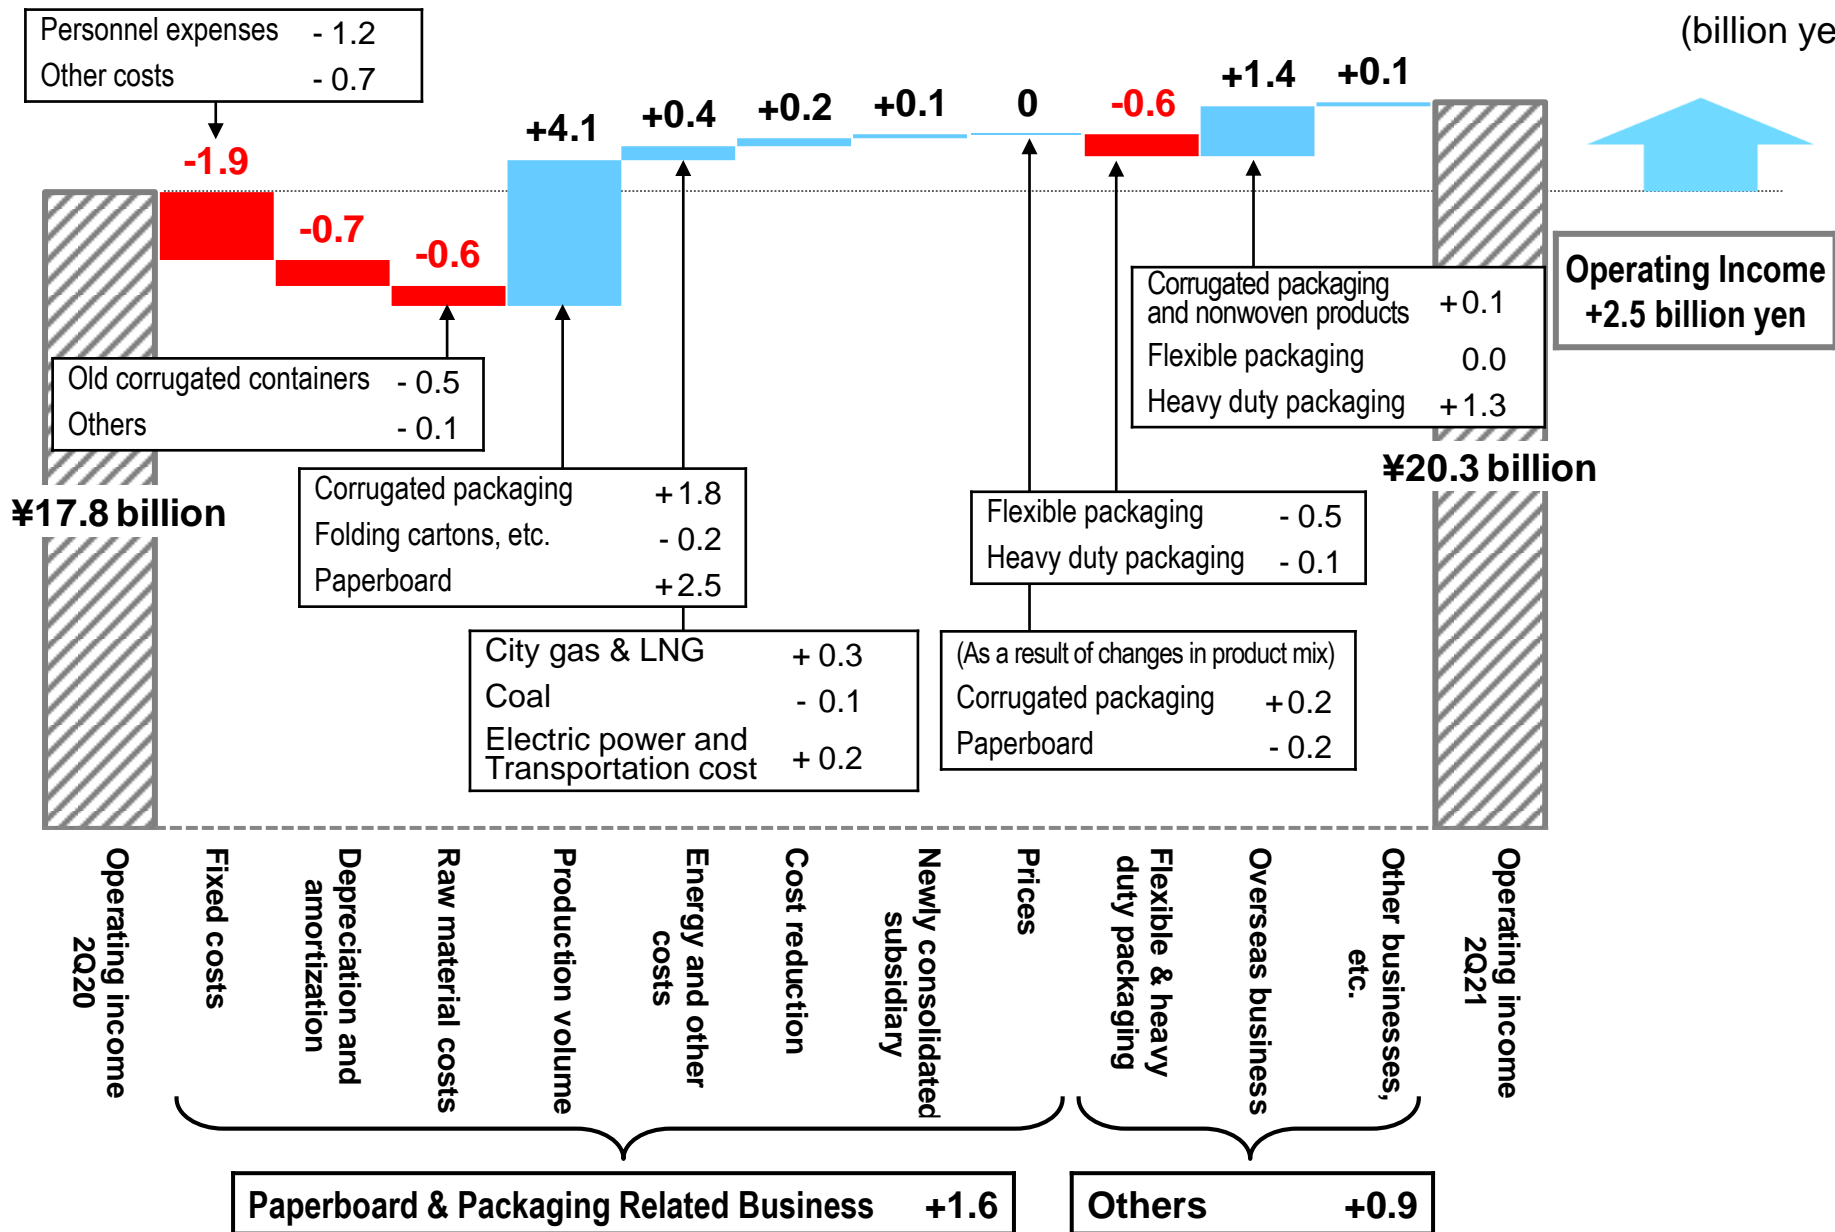 (billion ye
Personnel expenses - 1.2
Other costs - 0.7
-1.9
-0.7
-0.6
+4.1
+0.4
+0.2
+0.1
0
-0.6
+1.4
+0.1
Operating Income
+2.5 billion yen
Old corrugated containers - 0.5
Others - 0.1
Corrugated packaging
and nonwoven products +0.1
Flexible packaging 0.0
Heavy duty packaging +1.3
¥17.8 billion
¥20.3 billion
Corrugated packaging +1.8
Folding cartons, etc. - 0.2
Paperboard +2.5
Flexible packaging - 0.5
Heavy duty packaging - 0.1
City gas & LNG + 0.3
Coal - 0.1
Electric power and
Transportation cost + 0.2
(As a result of changes in product mix)
Corrugated packaging +0.2
Paperboard - 0.2
Operating income
2Q20
Fixed costs
Depreciation and
amortization
Raw material costs
Production volume
Energy and other
costs
Cost reduction
Newly consolidated
subsidiary
Prices
Flexible & heavy
duty packaging
Overseas business
Other businesses,
etc.
Operating income
2Q21
Paperboard & Packaging Related Business +1.6
Others +0.9